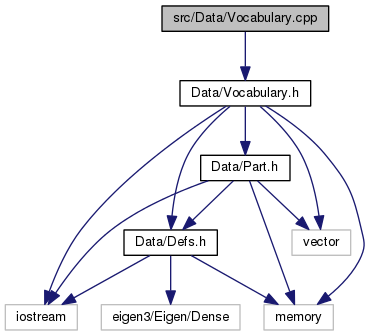 src/Data/Vocabulary.cpp
Data/Vocabulary.h
Data/Part.h
Data/Defs.h
vector
iostream
eigen3/Eigen/Dense
memory